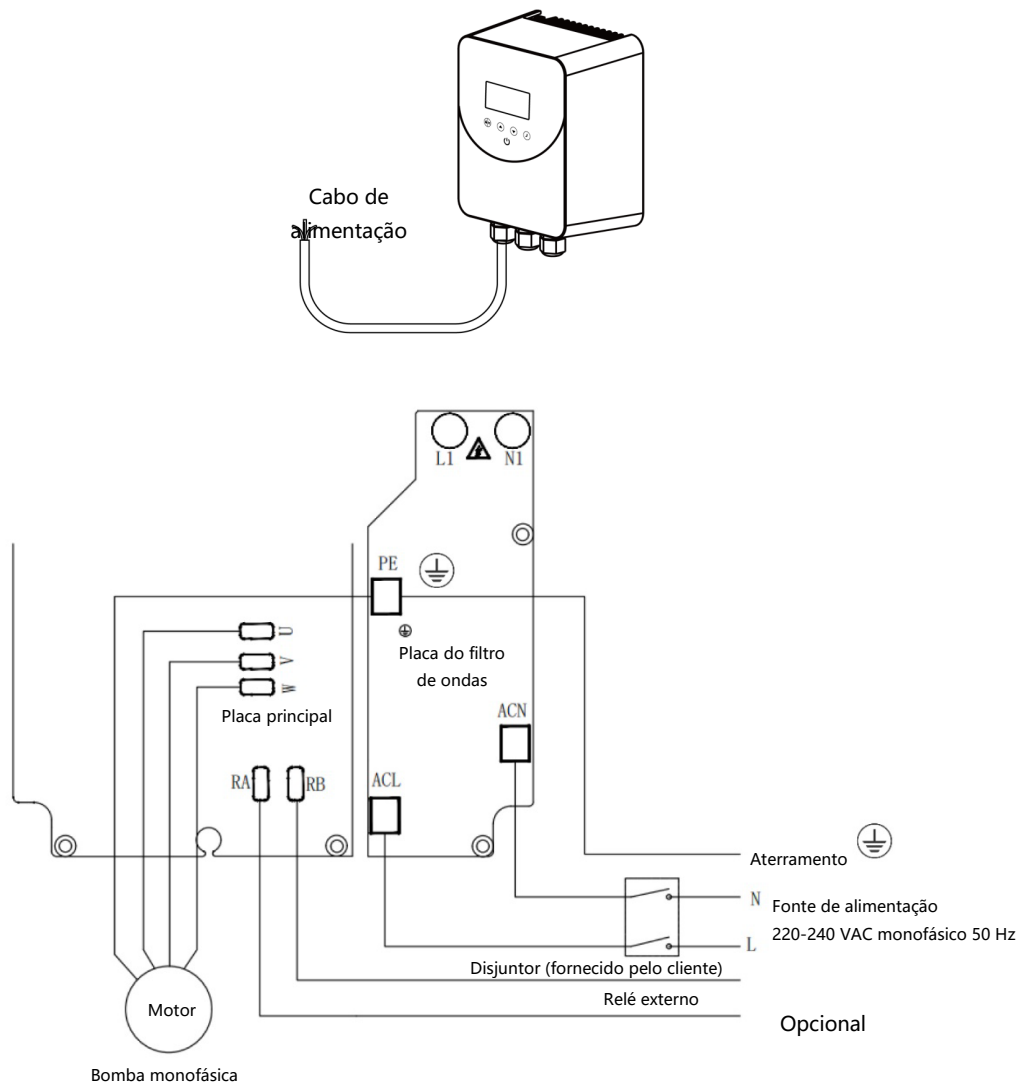 Cabo de
alimentação
L1
N1
PE
U
V
W
Placa do filtro
de ondas
Placa principal
ACN
RA
RB
ACL
Aterramento
N
Fonte de alimentação
220-240 VAC monofásico 50 Hz
L
Disjuntor (fornecido pelo cliente)
Relé externo
Motor
Opcional
Bomba monofásica